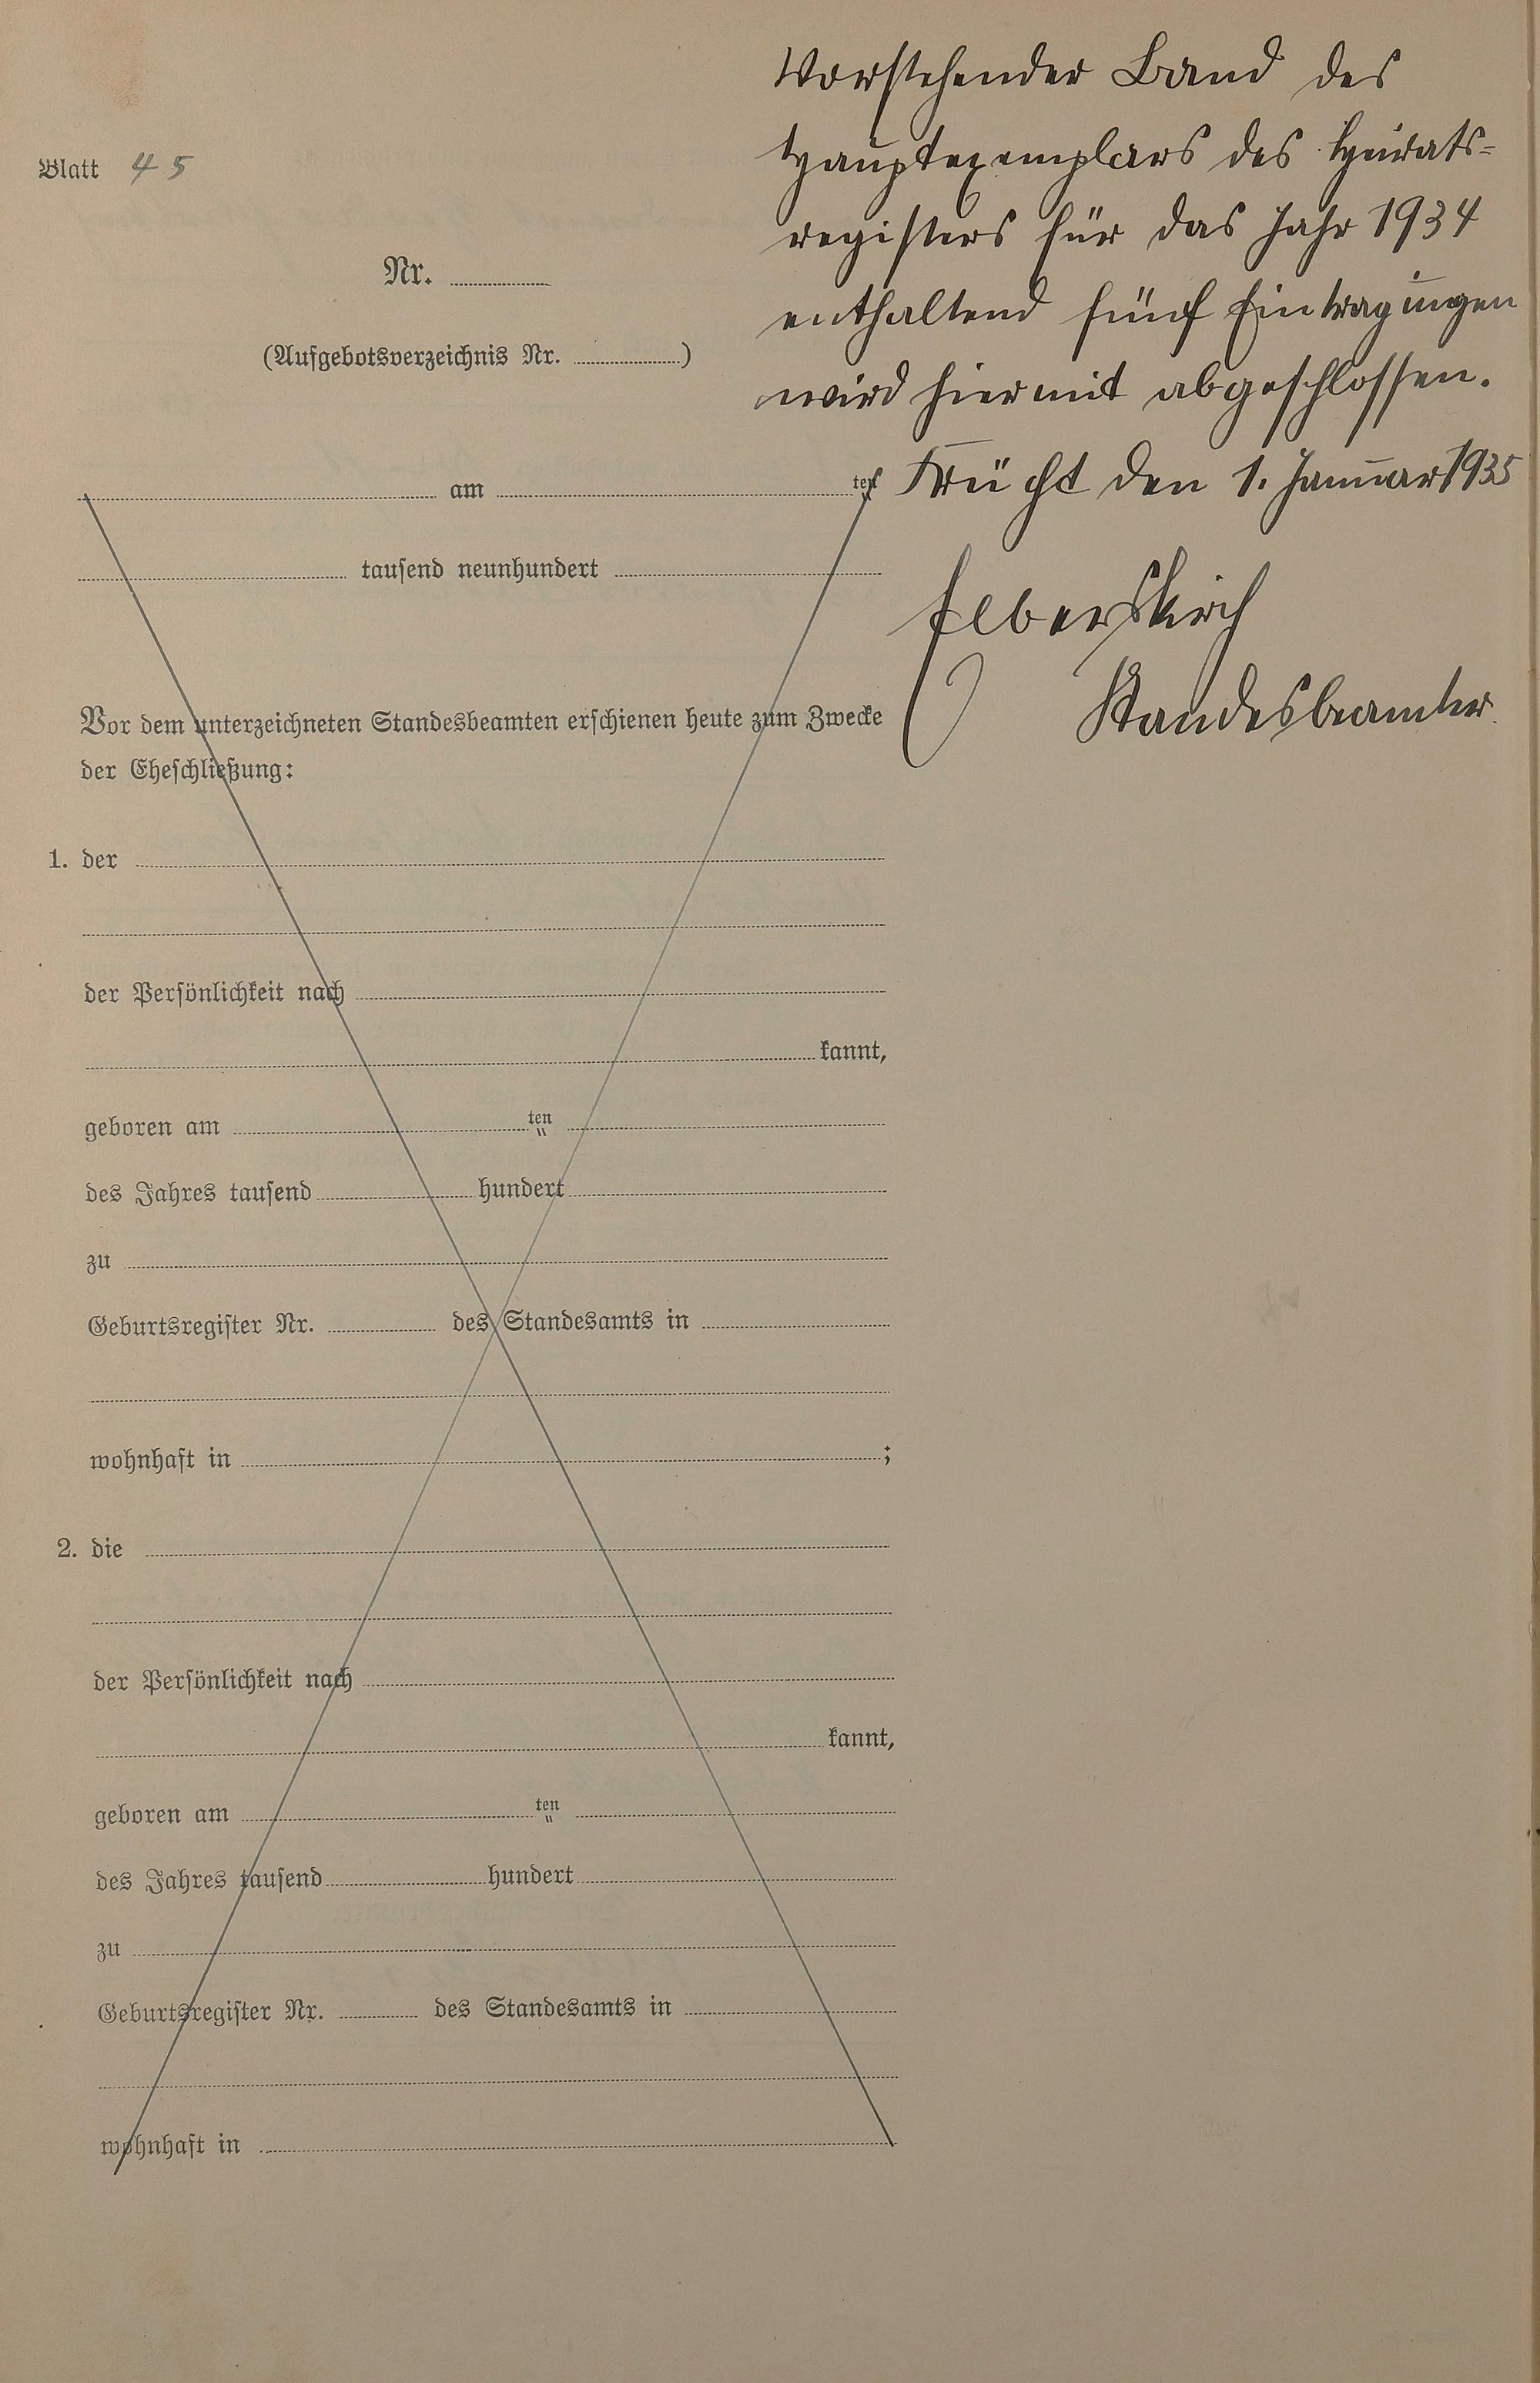 Vorstehender Band des
Hauptexemplars des Heirats-
registers für das Jahr 1934
enthaltend fünf Eintragungen
wird hiermit abgeschlossen.
Frücht den 1. Januar 1935
Elberskirch
Standesbeamter.
Blatt 45
Nr.
(Aufgebotsverzeichnis Nr. )
am ten
tausend neunhundert
Vor dem unterzeichneten Standesbeamten erschienen heute zum Zwecke
der Eheschließung:
1. der
der Persönlichkeit nach
kannt,
geboren am ten
des Jahres tausend hundert
zu
Geburtsregister Nr. des Standesamts in
wohnhaft in ;
2. die
der Persönlichkeit nach
kannt,
geboren am ten
des Jahres tausend hundert
zu
Geburtsregister Nr. des Standesamts in
wohnhaft in